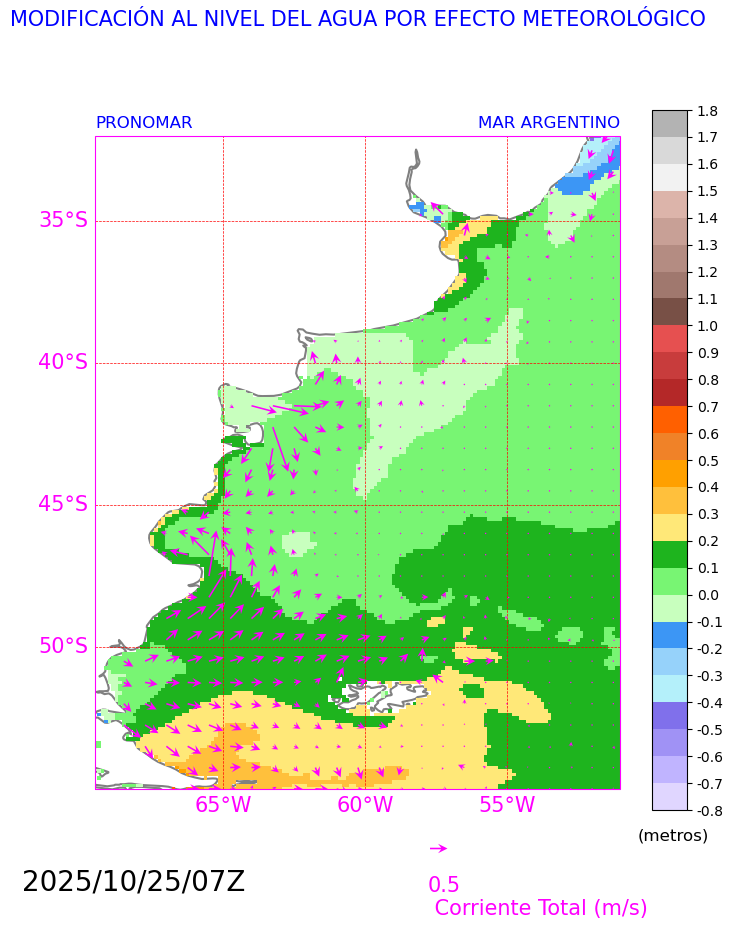 MODIFICACIÓN AL NIVEL DEL AGUA POR EFECTO METEOROLÓGICO
PRONOMAR MAR ARGENTINO
35°S
40°S
45°S
50°S
65°W 60°W 55°W
1.8
1.7
1.6
1.5
1.4
1.3
1.2
1.1
1.0
0.9
0.8
0.7
0.6
0.5
0.4
0.3
0.2
0.1
0.0
-0.1
-0.2
-0.3
-0.4
-0.5
-0.6
-0.7
-0.8
(metros)
2025/10/25/07Z
0.5
Corriente Total (m/s)